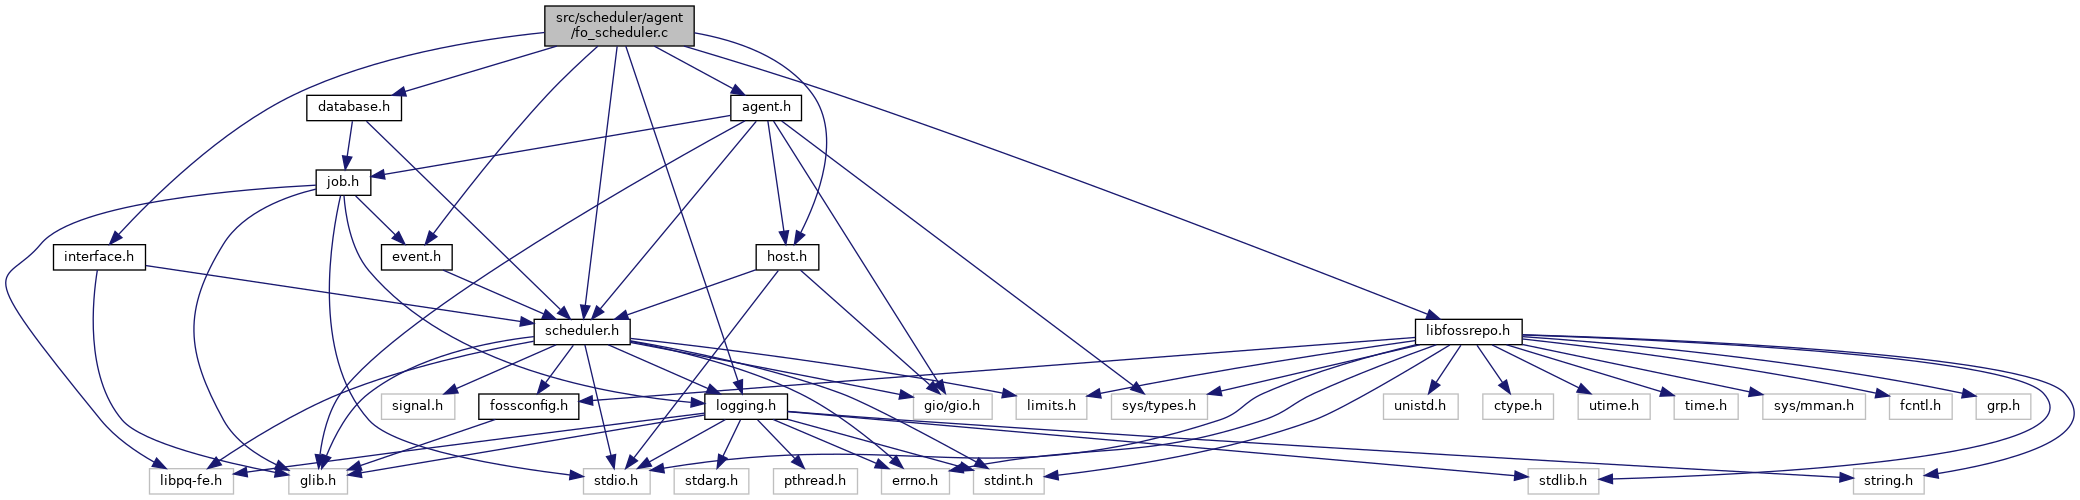 src/scheduler/agent
/fo_scheduler.c
database.h
agent.h
job.h
interface.h
event.h
host.h
scheduler.h
libfossrepo.h
signal.h
fossconfig.h
logging.h
gio/gio.h
limits.h
sys/types.h
unistd.h
ctype.h
utime.h
time.h
sys/mman.h
fcntl.h
grp.h
libpq-fe.h
glib.h
stdio.h
stdarg.h
pthread.h
errno.h
stdint.h
stdlib.h
string.h